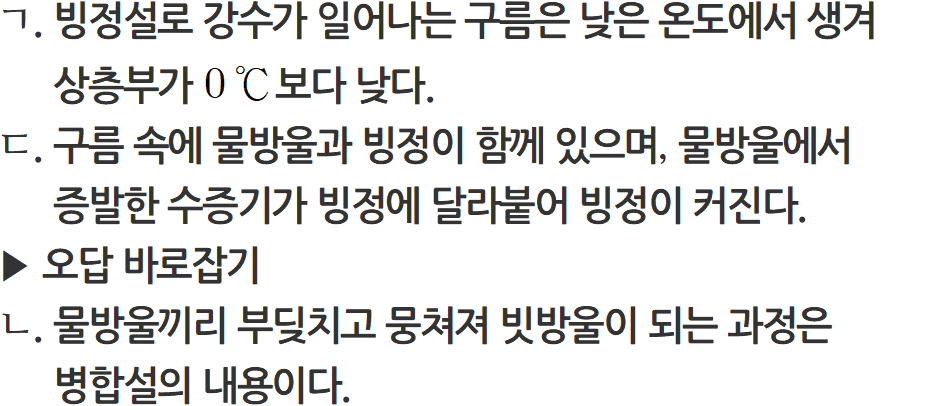 ㄱ. 빙정설로 강수가 일어나는 구름은 낮은 온도에서 생겨
상층부가 0 ℃보다 낮다.
ㄷ. 구름 속에 물방울과 빙정이 함께 있으며, 물방울에서
증발한 수증기가 빙정에 달라붙어 빙정이 커진다.
▶ 오답 바로잡기
ㄴ. 물방울끼리 부딪치고 뭉쳐져 빗방울이 되는 과정은
병합설의 내용이다.